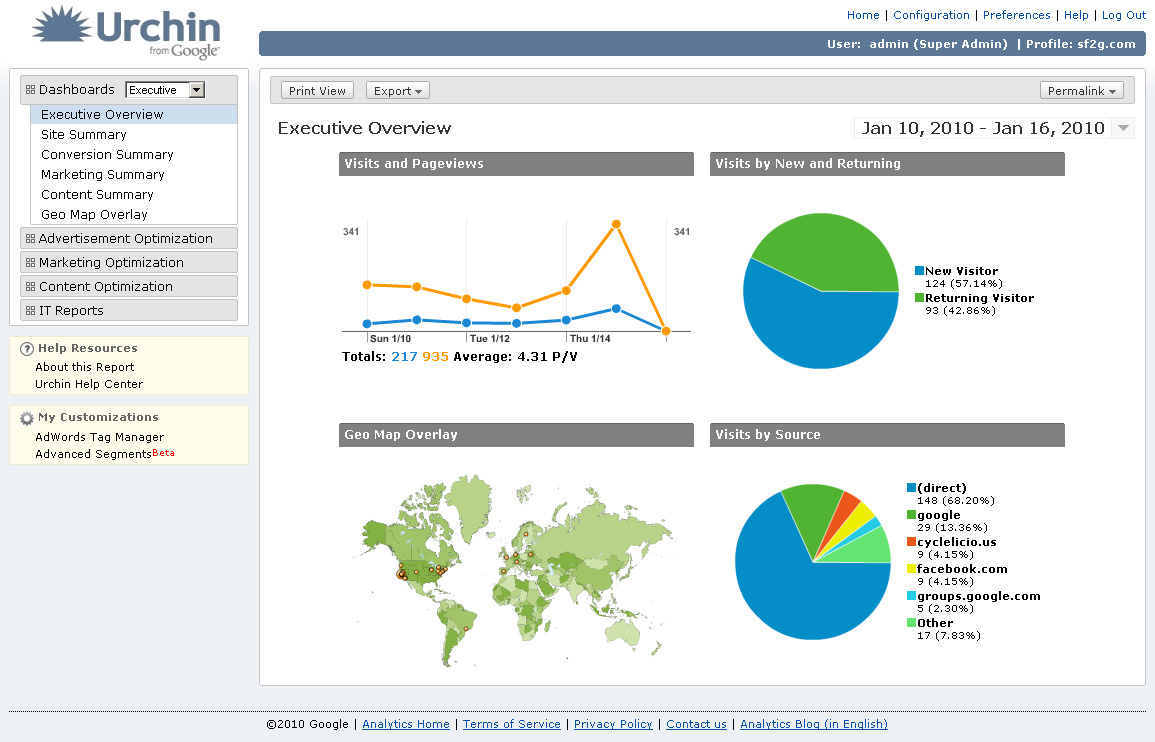 Urchin
from Google
Home | Configuration | Preferences | Help | Log Out
User: admin (Super Admin) | Profile: sf2g.com
Dashboards Executive
Executive Overview
Site Summary
Conversion Summary
Marketing Summary
Content Summary
Geo Map Overlay
Advertisement Optimization
Marketing Optimization
Content Optimization
IT Reports
? Help Resources
About this Report
Urchin Help Center
My Customizations
AdWords Tag Manager
Advanced Segments Beta
Print View Export Permalink
Executive Overview
Jan 10, 2010 - Jan 16, 2010
Visits and Pageviews
341 341
Sun 1/10 Tue 1/12 Thu 1/14
Totals: 217 935 Average: 4.31 P/V
Visits by New and Returning
New Visitor
124 (57.14%)
Returning Visitor
93 (42.86%)
Geo Map Overlay
Visits by Source
(direct)
148 (68.20%)
google
29 (13.36%)
cyclelicio.us
9 (4.15%)
facebook.com
9 (4.15%)
groups.google.com
5 (2.30%)
Other
17 (7.83%)
©2010 Google | Analytics Home | Terms of Service | Privacy Policy | Contact us | Analytics Blog (in English)